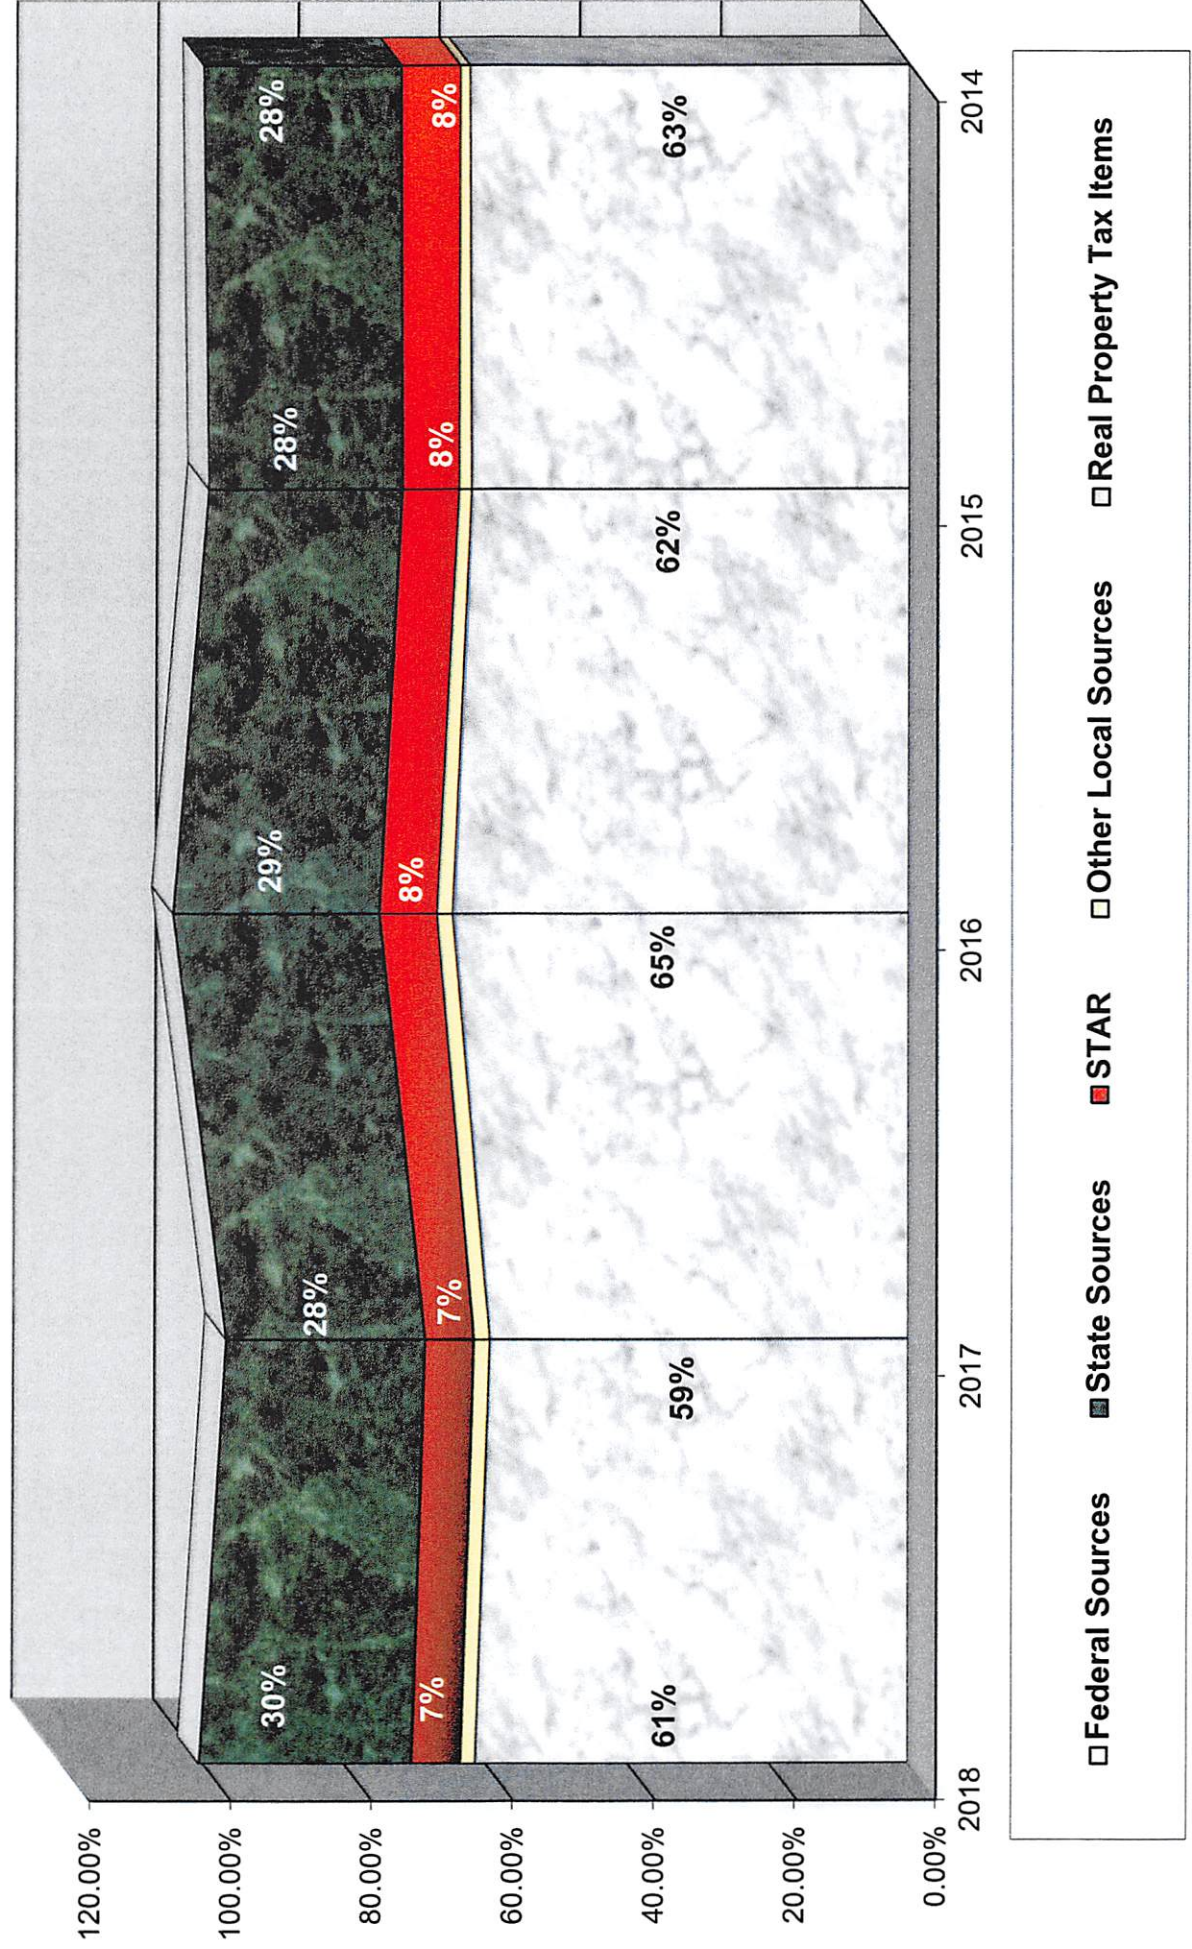 120.00%
100.00%
80.00%
60.00%
40.00%
20.00%
0.00%
30% 28% 29% 28% 28%
7% 7% 8% 8% 8%
61% 59% 65% 62% 63%
2018 2017 2016 2015 2014
Federal Sources State Sources STAR Other Local Sources Real Property Tax Items